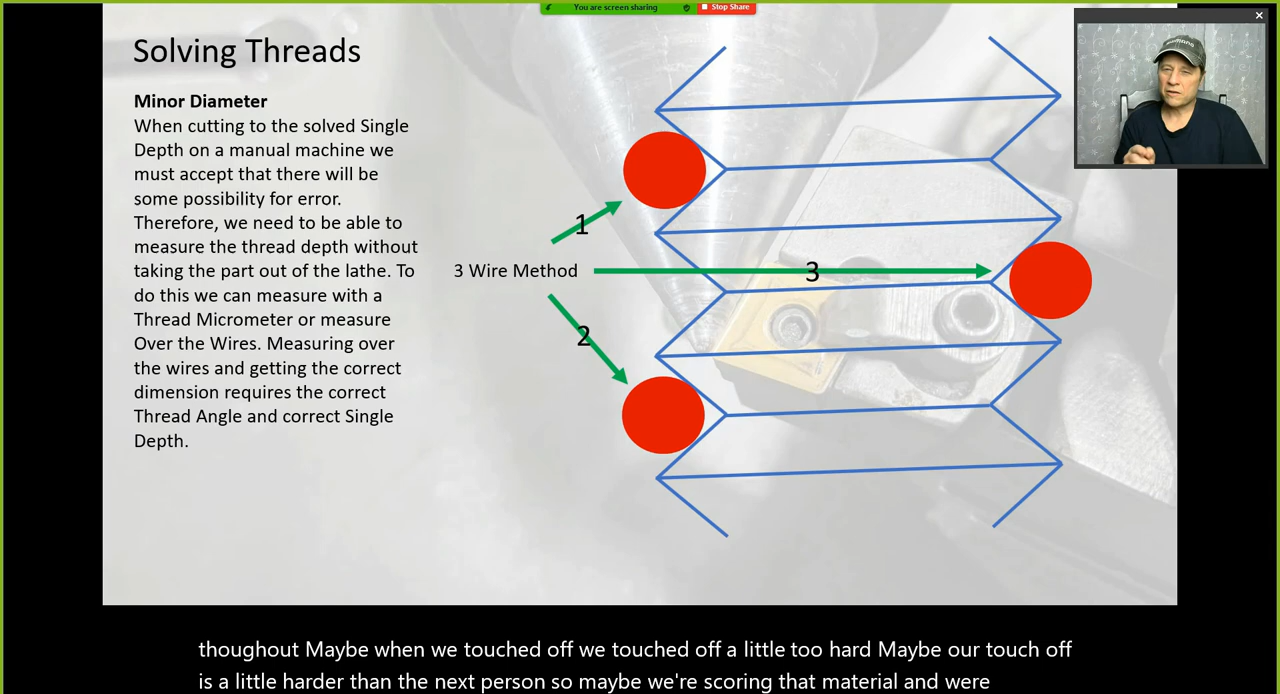 You are screen sharing
Stop Share
Solving Threads
Minor Diameter
When cutting to the solved Single
Depth on a manual machine we
must accept that there will be
some possibility for error.
Therefore, we need to be able to
measure the thread depth without
taking the part out of the lathe. To
do this we can measure with a
Thread Micrometer or measure
Over the Wires. Measuring over
the wires and getting the correct
dimension requires the correct
Thread Angle and correct Single
Depth.
1
3 Wire Method
3
2
thoughout Maybe when we touched off we touched off a little too hard Maybe our touch off
is a little harder than the next person so maybe we're scoring that material and were